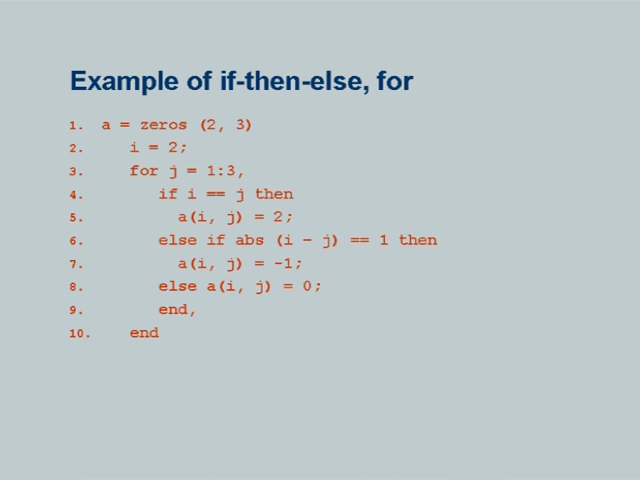 Example of if-then-else, for
1. a = zeros (2, 3)
2. i = 2;
3. for j = 1:3,
4. if i == j then
5. a(i, j) = 2;
6. else if abs (i – j) == 1 then
7. a(i, j) = -1;
8. else a(i, j) = 0;
9. end,
10. end